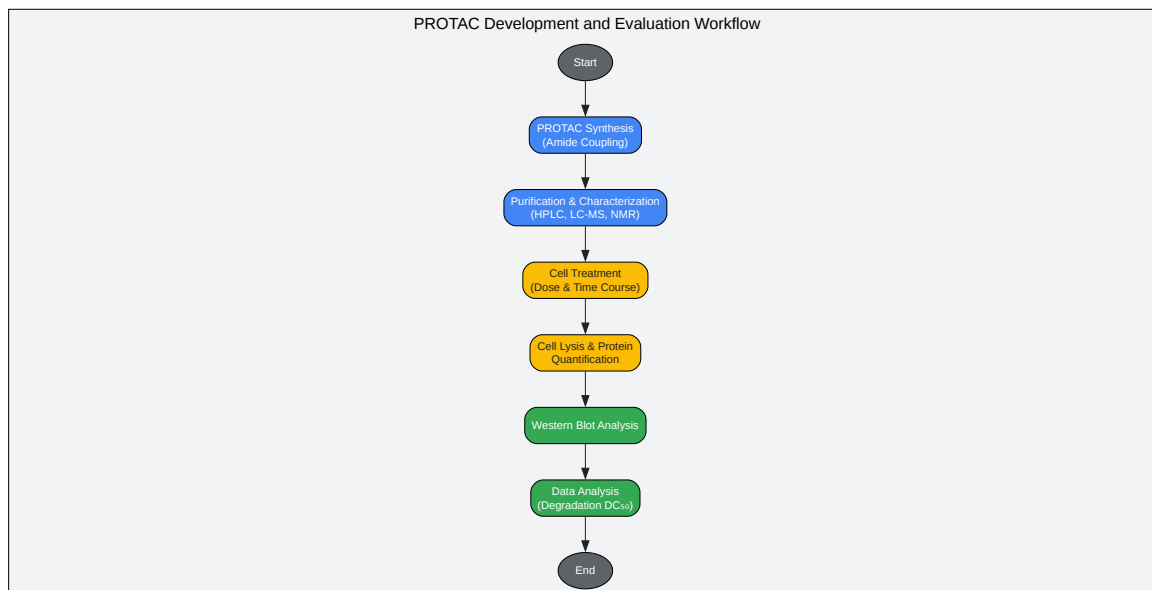 PROTAC Development and Evaluation Workflow
Start
PROTAC Synthesis
(Amide Coupling)
Purification & Characterization
(HPLC, LC-MS, NMR)
Cell Treatment
(Dose & Time Course)
Cell Lysis & Protein
Quantification
Western Blot Analysis
Data Analysis
(Degradation DC₅₀)
End